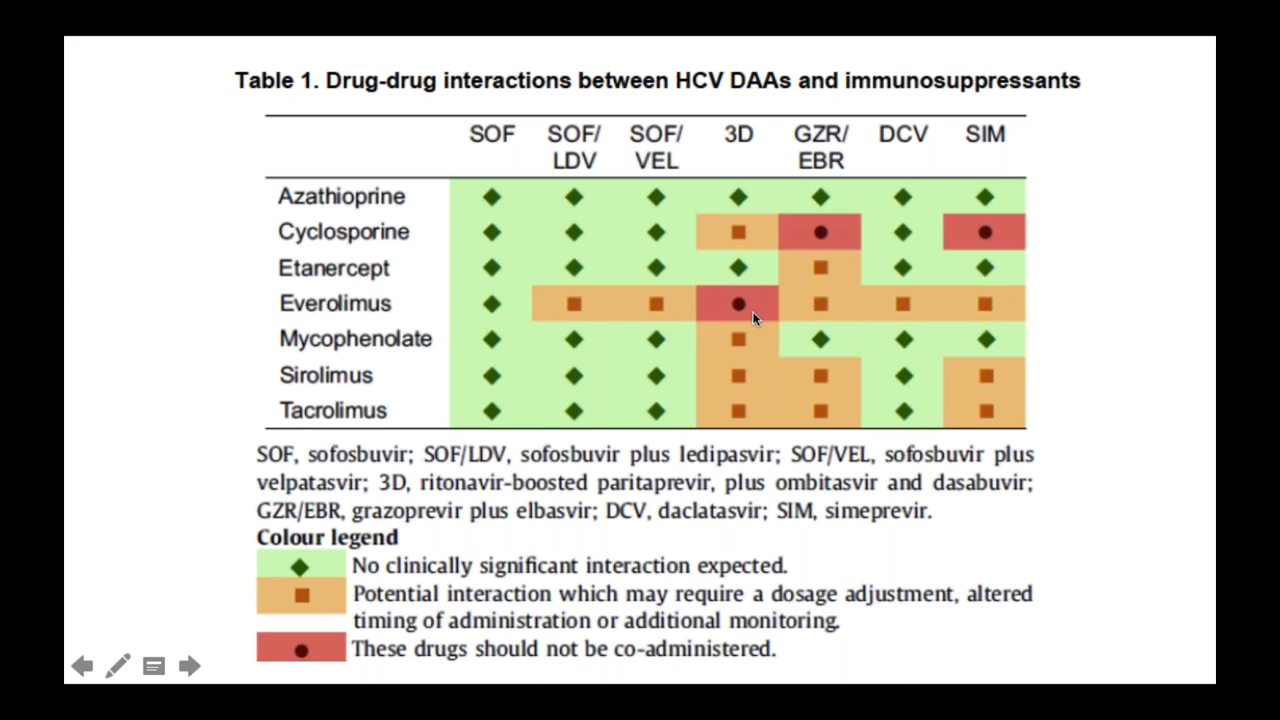 Table 1. Drug-drug interactions between HCV DAAs and immunosuppressants
SOF SOF/ SOF/ 3D GZR/ DCV SIM
LDV VEL EBR
Azathioprine
Cyclosporine
Etanercept
Everolimus
Mycophenolate
Sirolimus
Tacrolimus
SOF, sofosbuvir; SOF/LDV, sofosbuvir plus ledipasvir; SOF/VEL, sofosbuvir plus
velpatasvir; 3D, ritonavir-boosted paritaprevir, plus ombitasvir and dasabuvir;
GZR/EBR, grazoprevir plus elbasvir; DCV, daclatasvir; SIM, simeprevir.
Colour legend
No clinically significant interaction expected.
Potential interaction which may require a dosage adjustment, altered
timing of administration or additional monitoring.
These drugs should not be co-administered.